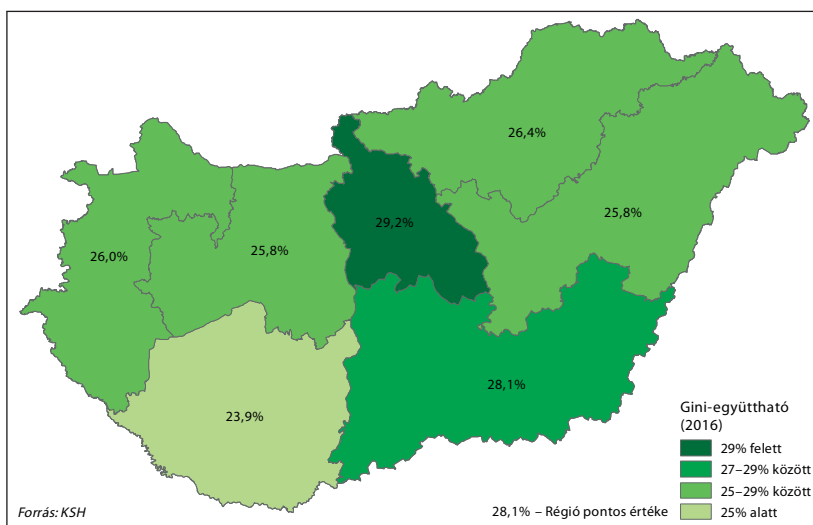 26,4%
29,2%
25,8%
26,0%
25,8%
28,1%
23,9%
Gini-együttható
(2016)
29% felett
27–29% között
25–29% között
25% alatt
28,1% – Régió pontos értéke
Forrás: KSH